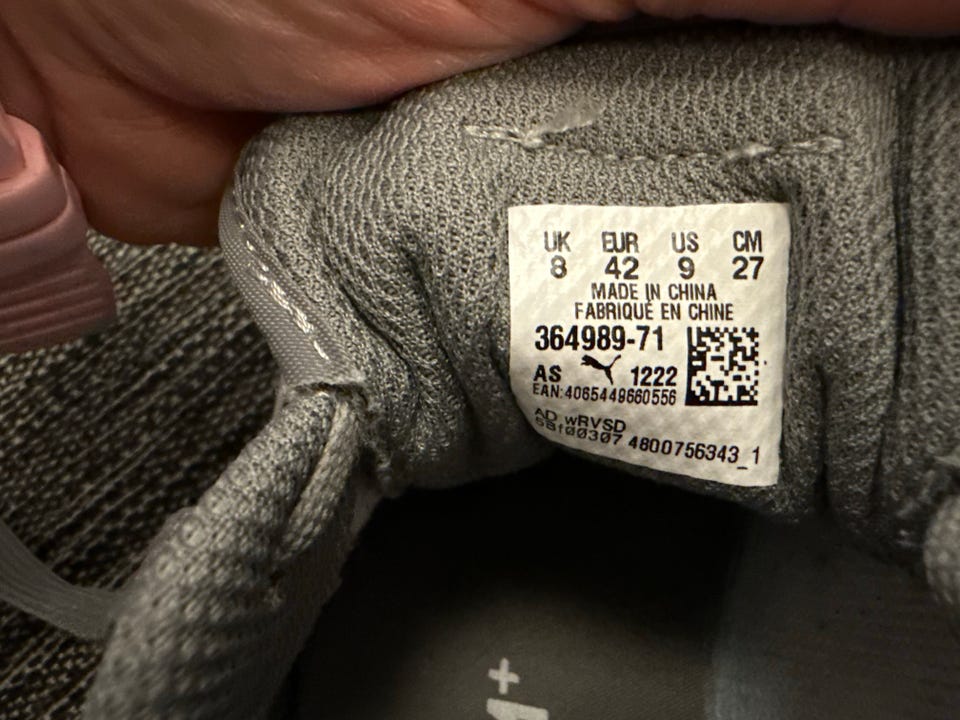 UK EUR US CM
8 42 9 27
MADE IN CHINA
FABRIQUÉ EN CHINE
364989-71
AS 1222
EAN:4065449660556
AD wRVSD
4800756343_1